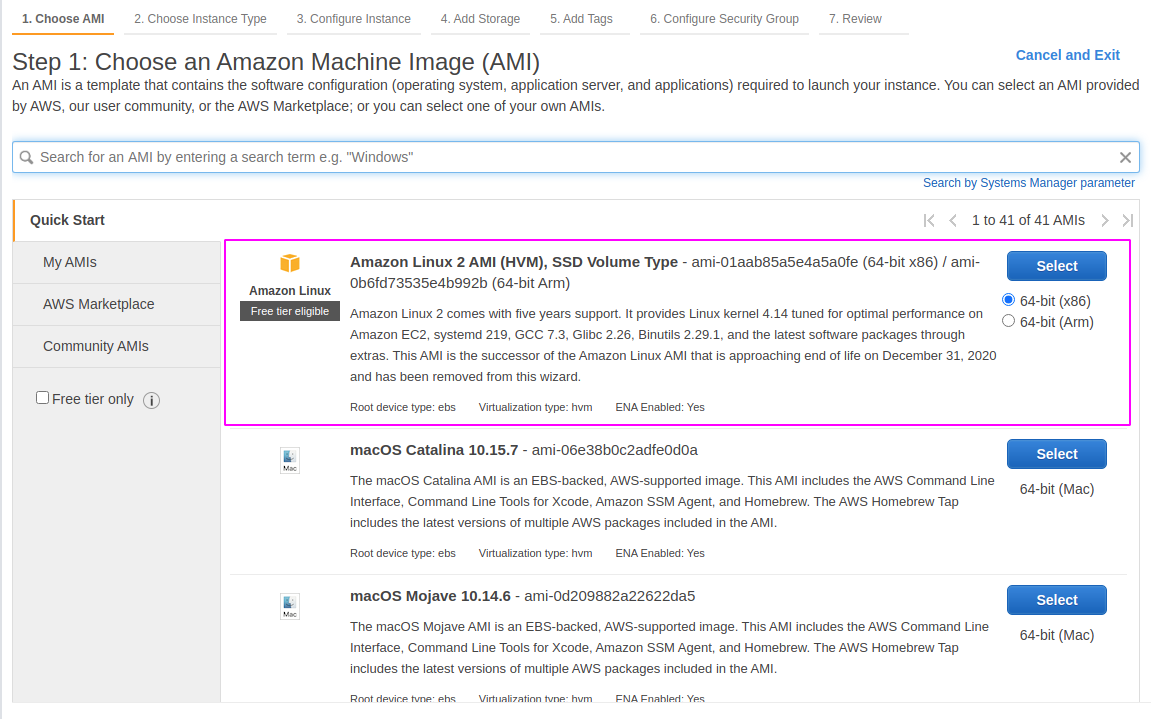 1. Choose AMI 2. Choose Instance Type 3. Configure Instance 4. Add Storage 5. Add Tags 6. Configure Security Group 7. Review
Step 1: Choose an Amazon Machine Image (AMI)
Cancel and Exit
An AMI is a template that contains the software configuration (operating system, application server, and applications) required to launch your instance. You can select an AMI provided
by AWS, our user community, or the AWS Marketplace; or you can select one of your own AMIs.
Search for an AMI by entering a search term e.g. "Windows"
Search by Systems Manager parameter
Quick Start
1 to 41 of 41 AMIs
My AMIs
AWS Marketplace
Community AMIs
Free tier only
Amazon Linux
Free tier eligible
Amazon Linux 2 AMI (HVM), SSD Volume Type - ami-01aab85a5e4a5a0fe (64-bit x86) / ami-
0b6fd73535e4b992b (64-bit Arm)
Amazon Linux 2 comes with five years support. It provides Linux kernel 4.14 tuned for optimal performance on
Amazon EC2, systemd 219, GCC 7.3, Glibc 2.26, Binutils 2.29.1, and the latest software packages through
extras. This AMI is the successor of the Amazon Linux AMI that is approaching end of life on December 31, 2020
and has been removed from this wizard.
Root device type: ebs Virtualization type: hvm ENA Enabled: Yes
Select
64-bit (x86)
64-bit (Arm)
Mac
macOS Catalina 10.15.7 - ami-06e38b0c2adfe0d0a
The macOS Catalina AMI is an EBS-backed, AWS-supported image. This AMI includes the AWS Command Line
Interface, Command Line Tools for Xcode, Amazon SSM Agent, and Homebrew. The AWS Homebrew Tap
includes the latest versions of multiple AWS packages included in the AMI.
Root device type: ebs Virtualization type: hvm ENA Enabled: Yes
Select
64-bit (Mac)
Mac
macOS Mojave 10.14.6 - ami-0d209882a22622da5
The macOS Mojave AMI is an EBS-backed, AWS-supported image. This AMI includes the AWS Command Line
Interface, Command Line Tools for Xcode, Amazon SSM Agent, and Homebrew. The AWS Homebrew Tap
includes the latest versions of multiple AWS packages included in the AMI.
Root device type: ebs Virtualization type: hvm ENA Enabled: Yes
Select
64-bit (Mac)